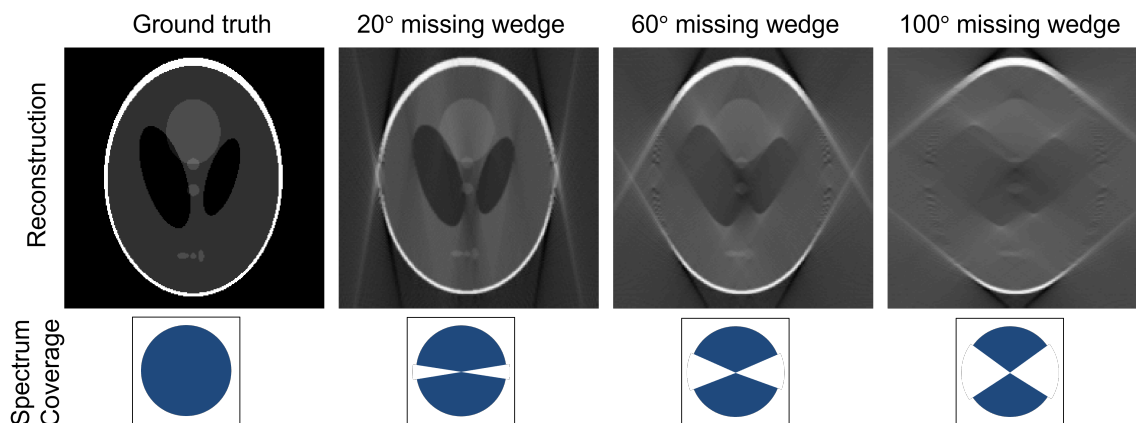 Ground truth
20° missing wedge
60° missing wedge
100° missing wedge
Reconstruction
Spectrum
Coverage